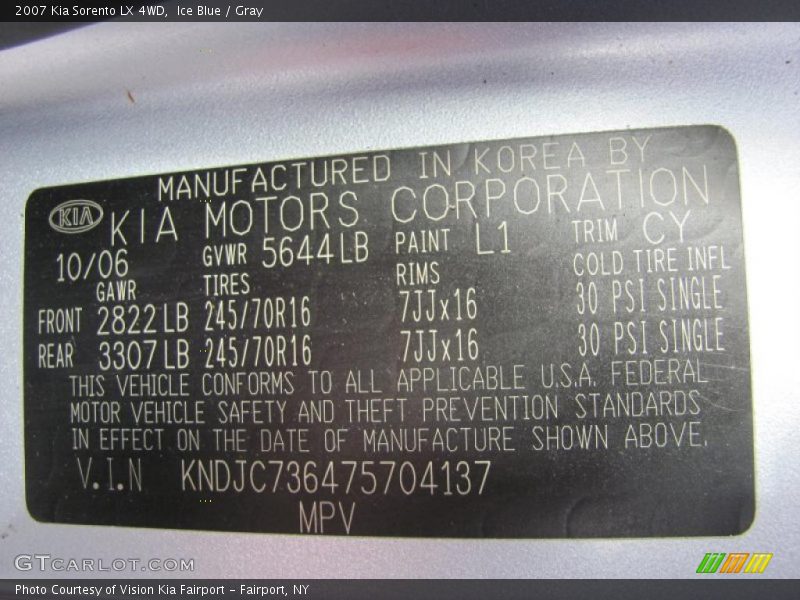 2007 Kia Sorento LX 4WD, Ice Blue / Gray
MANUFACTURED IN KOREA BY
KIA KIA MOTORS CORPORATION
10/06 GVWR 5644LB PAINT L1 TRIM CY
GAWR TIRES RIMS COLD TIRE INFL
FRONT 2822LB 245/70R16 7JJx16 30 PSI SINGLE
REAR 3307LB 245/70R16 7JJx16 30 PSI SINGLE
THIS VEHICLE CONFORMS TO ALL APPLICABLE U.S.A. FEDERAL
MOTOR VEHICLE SAFETY AND THEFT PREVENTION STANDARDS
IN EFFECT ON THE DATE OF MANUFACTURE SHOWN ABOVE.
V.I.N KNDJC736475704137
MPV
GTCarLot.com
Photo Courtesy of Vision Kia Fairport - Fairport, NY